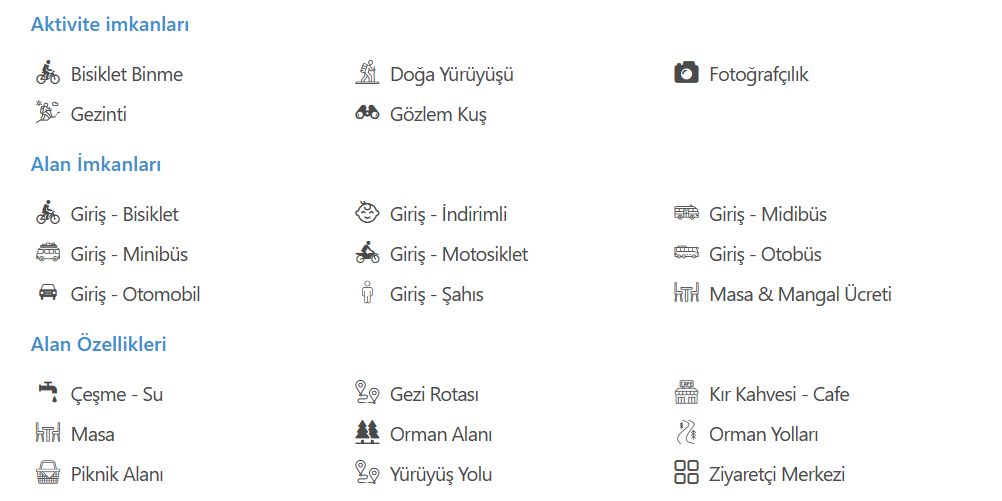 Aktivite imkanları
Bisiklet Binme Doğa Yürüyüşü Fotoğrafçılık
Gezinti Gözlem Kuş
Alan İmkanları
Giriş - Bisiklet Giriş - İndirimli Giriş - Midibüs
Giriş - Minibüs Giriş - Motosiklet Giriş - Otobüs
Giriş - Otomobil Giriş - Şahıs Masa & Mangal Ücreti
Alan Özellikleri
Çeşme - Su Gezi Rotası Kır Kahvesi - Cafe
Masa Orman Alanı Orman Yolları
Piknik Alanı Yürüyüş Yolu Ziyaretçi Merkezi